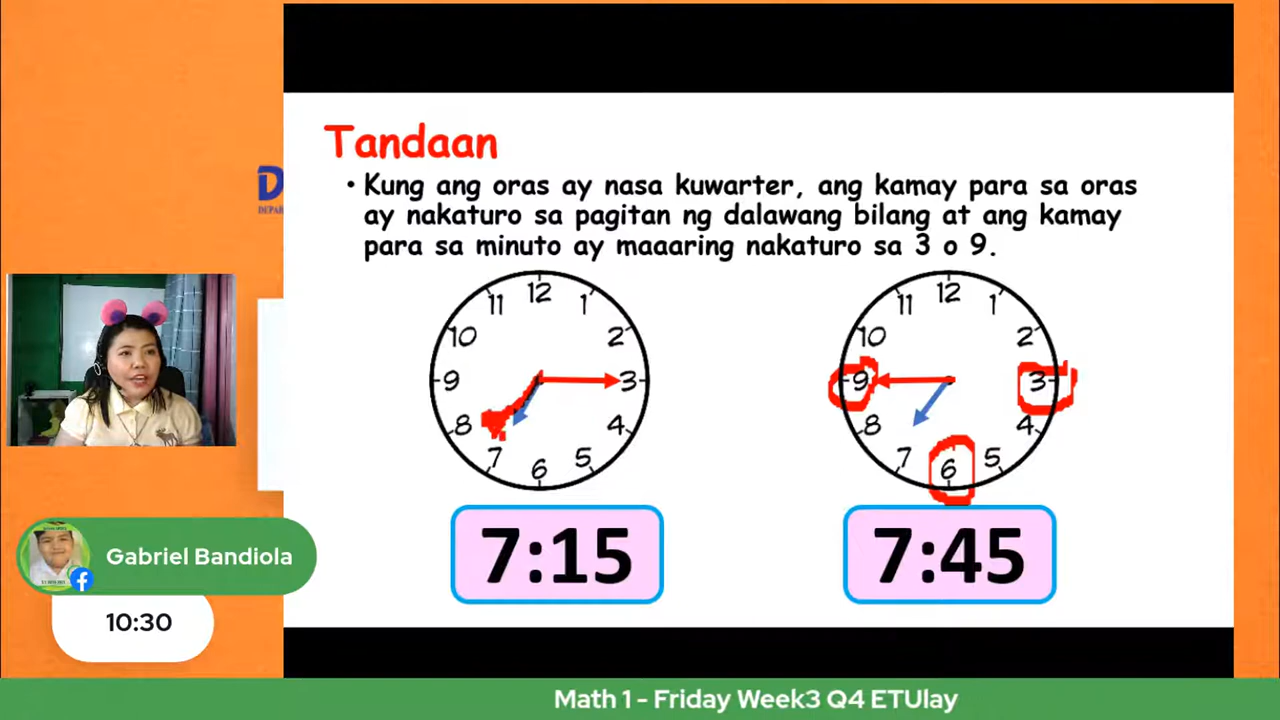 Tandaan
• Kung ang oras ay nasa kuwarter, ang kamay para sa oras
ay nakaturo sa pagitan ng dalawang bilang at ang kamay
para sa minuto ay maaaring nakaturo sa 3 o 9.
12
11 1
10 2
9 3
8 4
7 5
6
12
11 1
10 2
9 3
8 4
7 5
6
7:15
7:45
D
DEPAR
Gabriel Bandiola
10:30
Math 1 - Friday Week3 Q4 ETUlay